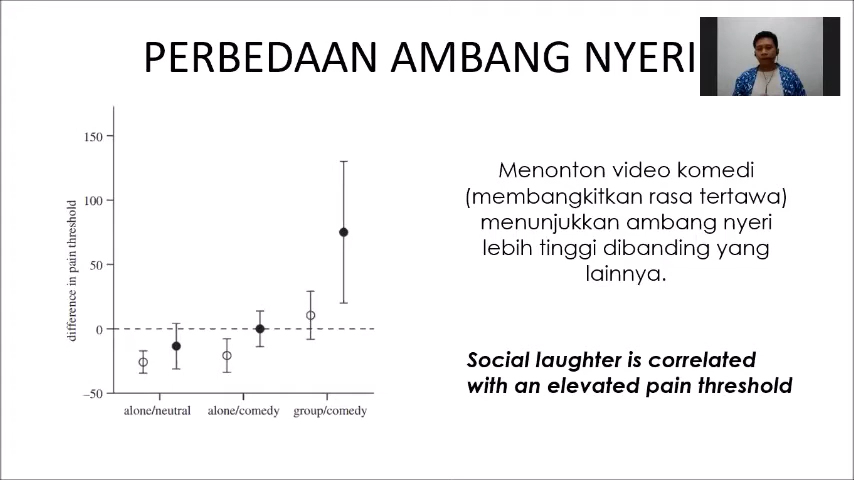 PERBEDAAN AMBANG NYERI
150
100
50
0
–50
difference in pain threshold
alone/neutral alone/comedy group/comedy
Menonton video komedi
(membangkitkan rasa tertawa)
menunjukkan ambang nyeri
lebih tinggi dibanding yang
lainnya.
Social laughter is correlated
with an elevated pain threshold